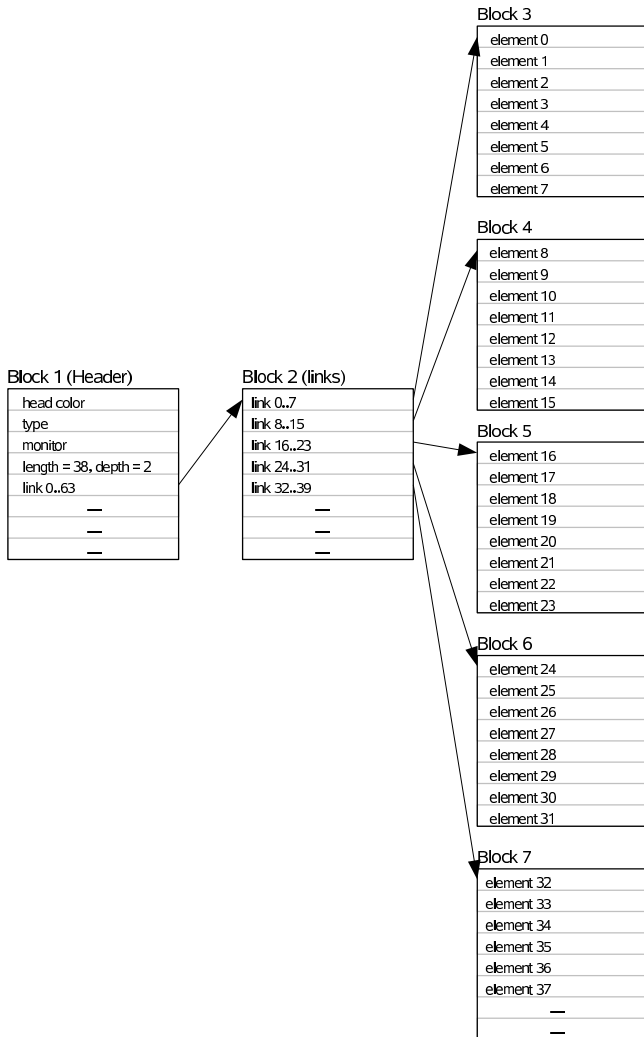 Block 1 (Header)
head color
type
monitor
length = 38, depth = 2
link 0..63
—
—
—
Block 2 (links)
link 0..7
link 8..15
link 16..23
link 24..31
link 32..39
—
—
—
Block 3
element 0
element 1
element 2
element 3
element 4
element 5
element 6
element 7
Block 4
element 8
element 9
element 10
element 11
element 12
element 13
element 14
element 15
Block 5
element 16
element 17
element 18
element 19
element 20
element 21
element 22
element 23
Block 6
element 24
element 25
element 26
element 27
element 28
element 29
element 30
element 31
Block 7
element 32
element 33
element 34
element 35
element 36
element 37
—
—